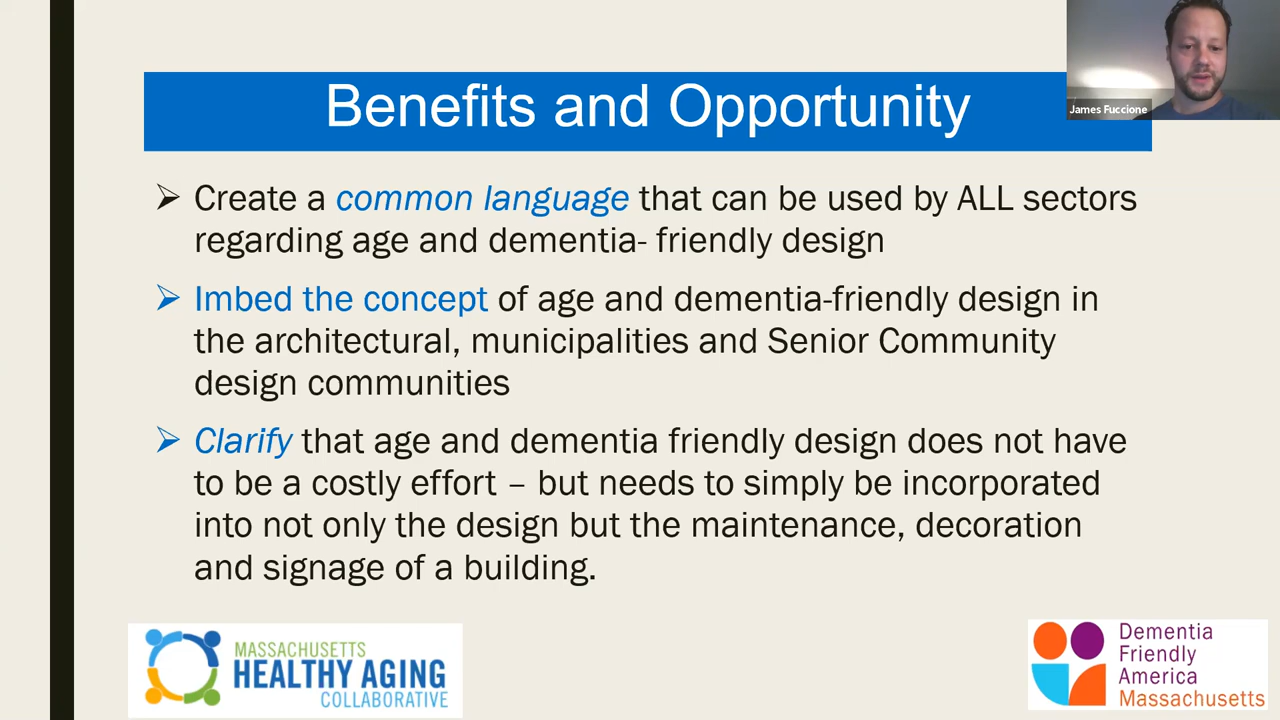 Benefits and Opportunity
James Fuccione
➢ Create a common language that can be used by ALL sectors
regarding age and dementia- friendly design
➢ Imbed the concept of age and dementia-friendly design in
the architectural, municipalities and Senior Community
design communities
➢ Clarify that age and dementia friendly design does not have
to be a costly effort – but needs to simply be incorporated
into not only the design but the maintenance, decoration
and signage of a building.
MASSACHUSETTS
HEALTHY AGING
COLLABORATIVE
Dementia
Friendly
America
Massachusetts